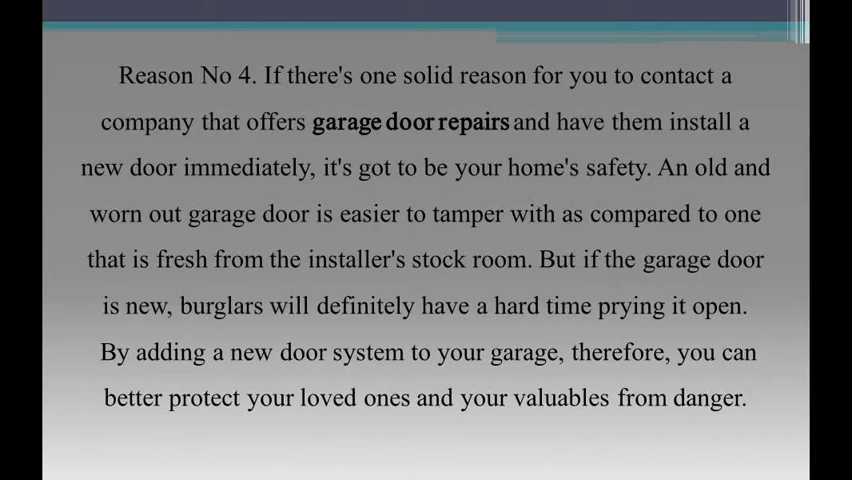 Reason No 4. If there's one solid reason for you to contact a
company that offers garage door repairs and have them install a
new door immediately, it's got to be your home's safety. An old and
worn out garage door is easier to tamper with as compared to one
that is fresh from the installer's stock room. But if the garage door
is new, burglars will definitely have a hard time prying it open.
By adding a new door system to your garage, therefore, you can
better protect your loved ones and your valuables from danger.